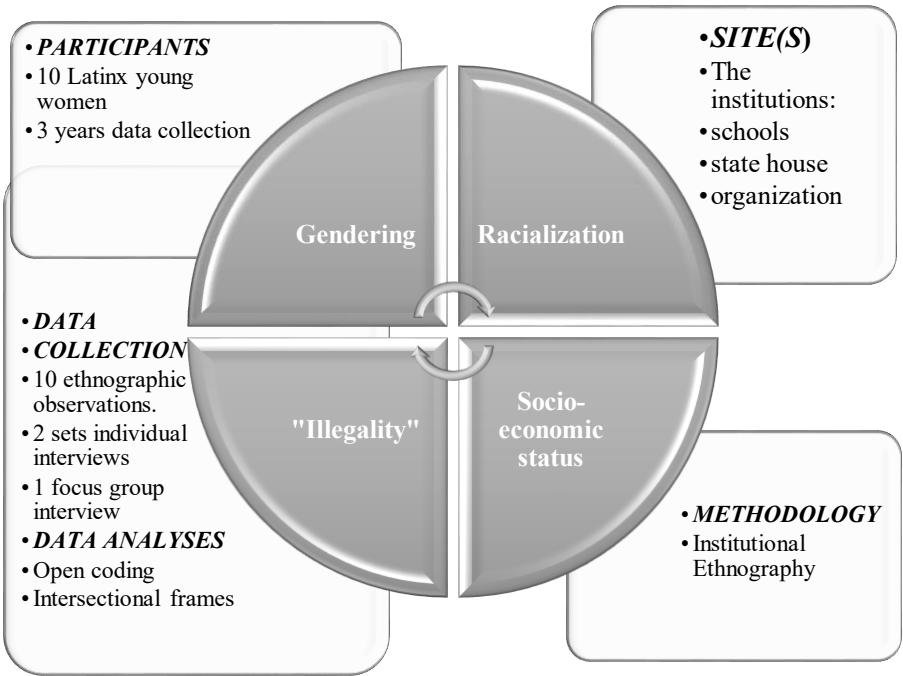 • PARTICIPANTS
• 10 Latinx young
women
• 3 years data collection
• SITE(S)
• The
institutions:
• schools
• state house
• organization
Gendering
Racialization
"Illegality"
Socio-
economic
status
• DATA
• COLLECTION
• 10 ethnographic
observations.
• 2 sets individual
interviews
• 1 focus group
interview
• DATA ANALYSES
• Open coding
• Intersectional frames
• METHODOLOGY
• Institutional
Ethnography